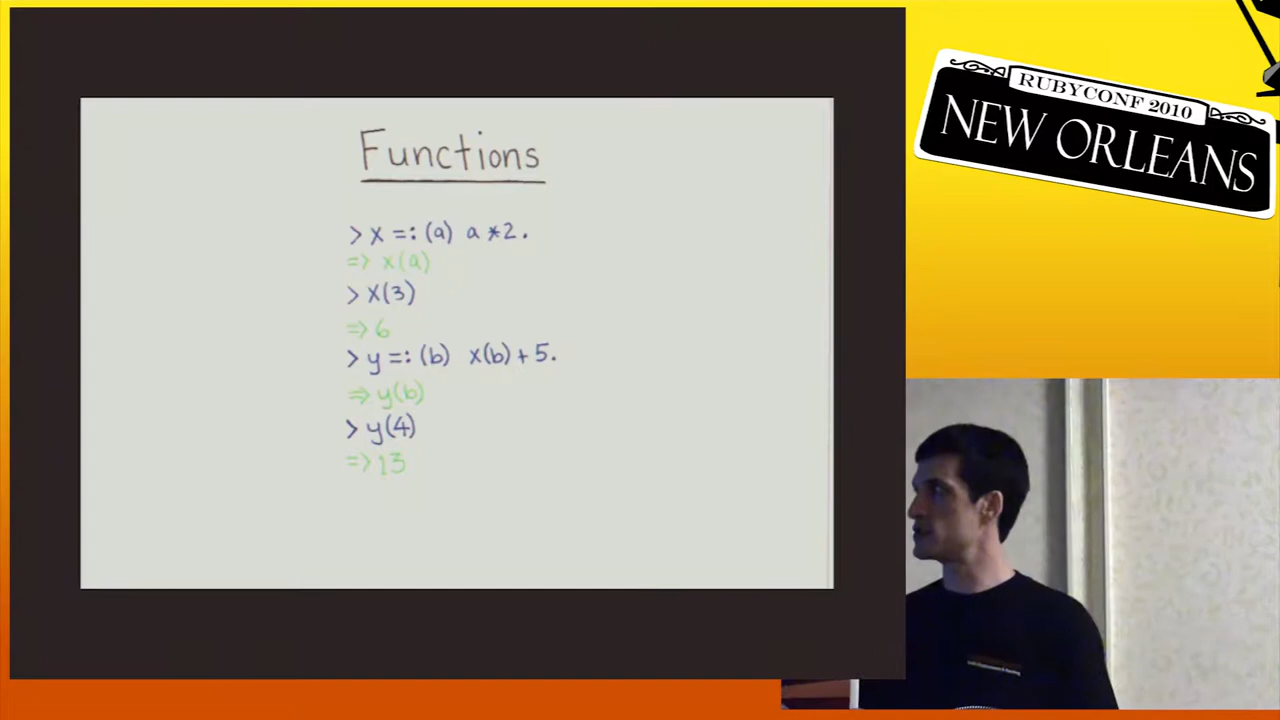 Functions
> x =: (a) a *2.
=> x(a)
> x(3)
=> 6
> y =: (b) x(b) + 5.
=> y(b)
> y(4)
=> 13
RUBYCONF 2010
NEW ORLEANS